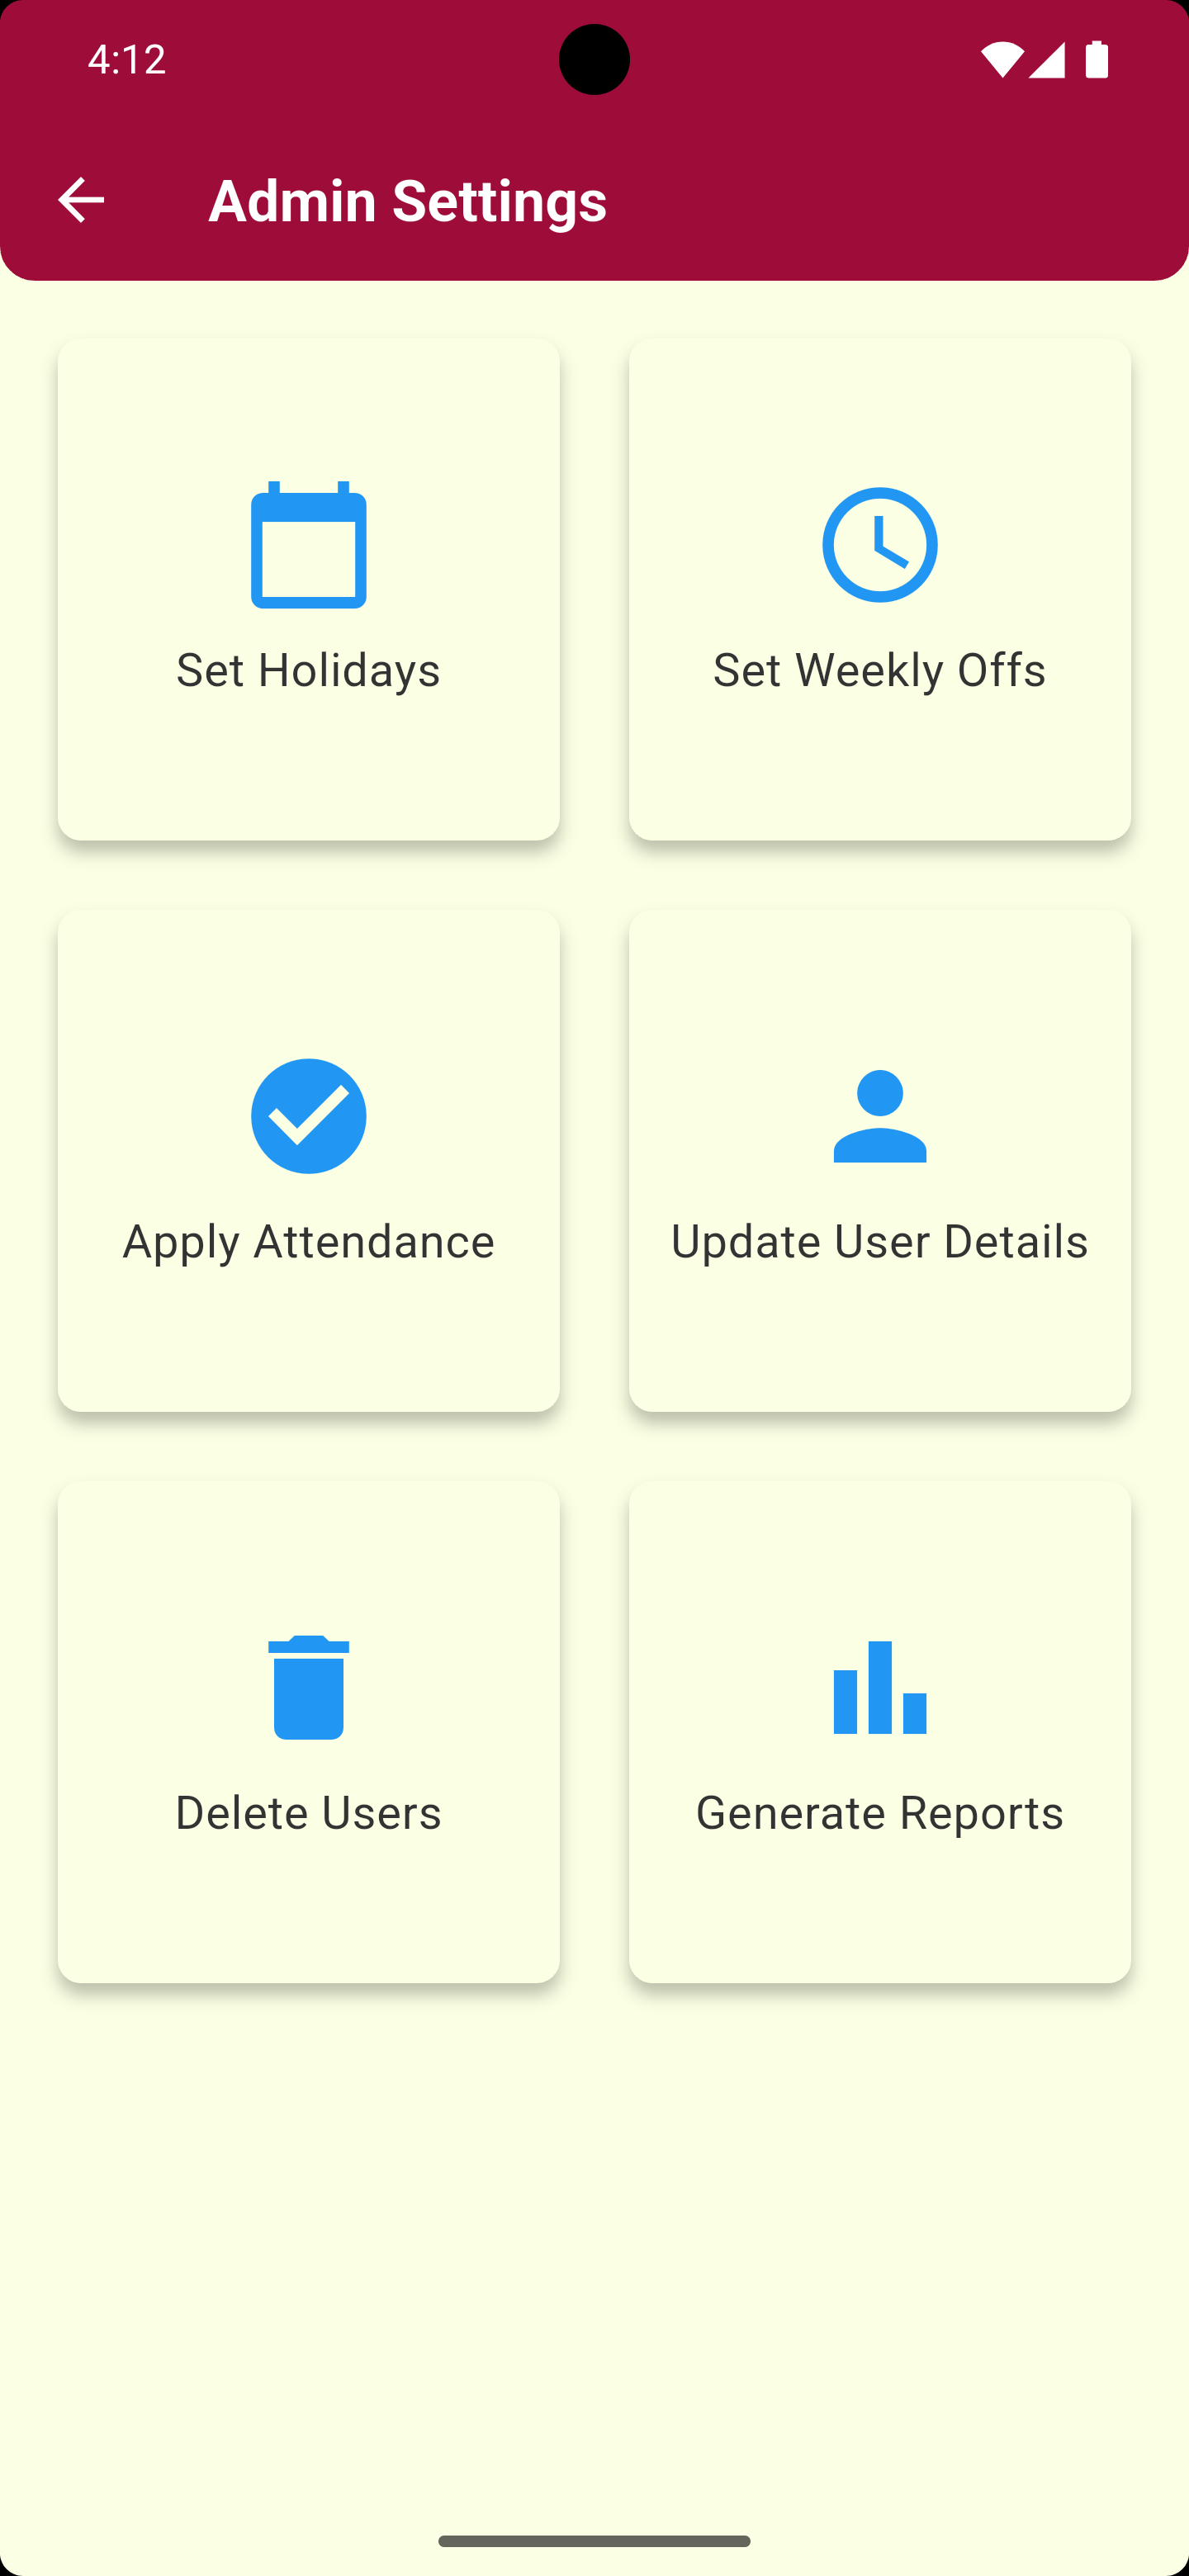 4:12
Admin Settings
Set Holidays
Set Weekly Offs
Apply Attendance
Update User Details
Delete Users
Generate Reports